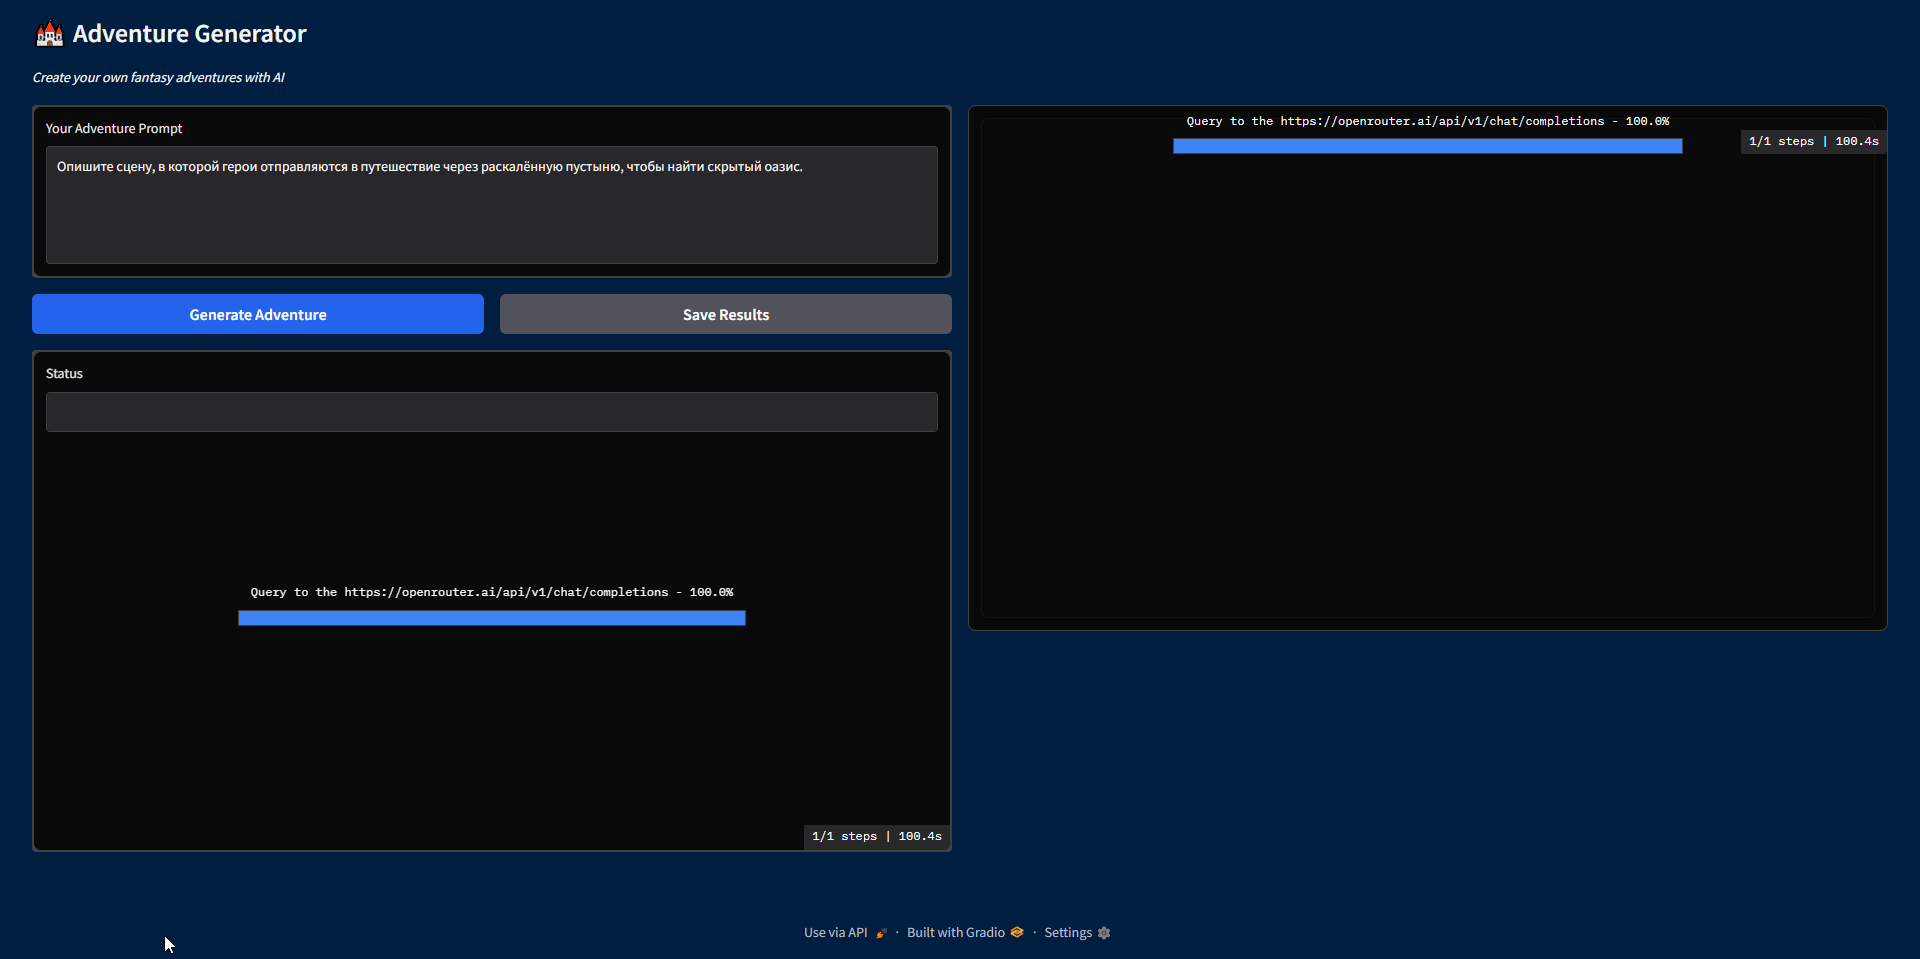 Adventure Generator
Create your own fantasy adventures with AI
Your Adventure Prompt
Опишите сцену, в которой герои отправляются в путешествие через раскалённую пустыню, чтобы найти скрытый оазис.
Generate Adventure
Save Results
Status
Query to the https://openrouter.ai/api/v1/chat/completions - 100.0%
1/1 steps | 100.4s
Query to the https://openrouter.ai/api/v1/chat/completions - 100.0%
1/1 steps | 100.4s
Use via API · Built with Gradio · Settings